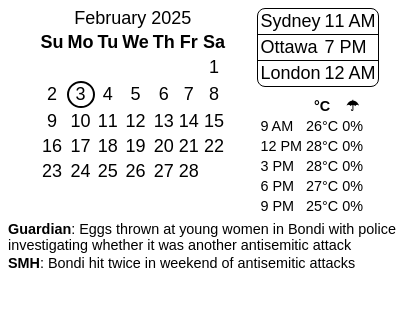 February 2025
Su Mo Tu We Th Fr Sa
1
2 3 4 5 6 7 8
9 10 11 12 13 14 15
16 17 18 19 20 21 22
23 24 25 26 27 28
Sydney 11 AM
Ottawa 7 PM
London 12 AM
°C ☂
9 AM 26°C 0%
12 PM 28°C 0%
3 PM 28°C 0%
6 PM 27°C 0%
9 PM 25°C 0%
Guardian: Eggs thrown at young women in Bondi with police
investigating whether it was another antisemitic attack
SMH: Bondi hit twice in weekend of antisemitic attacks